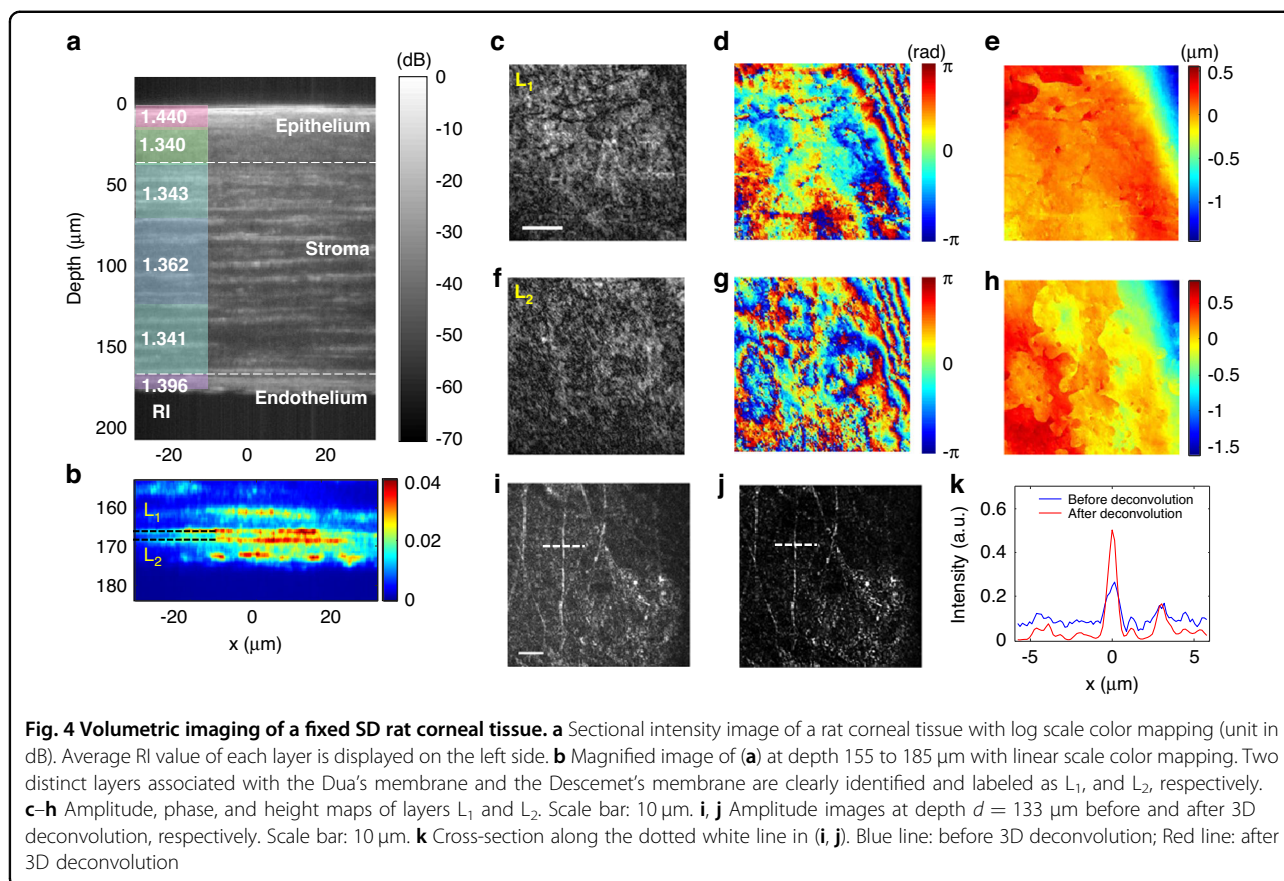 a
(dB)
0
-10
-20
-30
-40
-50
-60
-70
Depth (µm)
0
50
100
150
200
1.440
1.340
1.343
1.362
1.341
1.396
RI
Epithelium
Stroma
Endothelium
-20
0
20
b
160
170
180
L1
L2
0.04
0.02
0
-20
0
20
x (µm)
c
L1
d
(rad)
π
0
-π
e
(µm)
0.5
0
-0.5
-1
f
L2
g
π
0
-π
h
0.5
0
-0.5
-1
-1.5
i
j
k
Before deconvolution
After deconvolution
Intensity (a.u.)
0.6
0.4
0.2
0
-5
0
5
x (µm)
Fig. 4 Volumetric imaging of a fixed SD rat corneal tissue. a Sectional intensity image of a rat corneal tissue with log scale color mapping (unit in
dB). Average RI value of each layer is displayed on the left side. b Magnified image of (a) at depth 155 to 185 µm with linear scale color mapping. Two
distinct layers associated with the Dua's membrane and the Descemet's membrane are clearly identified and labeled as L1, and L2, respectively.
c–h Amplitude, phase, and height maps of layers L1 and L2. Scale bar: 10 µm. i, j Amplitude images at depth d = 133 µm before and after 3D
deconvolution, respectively. Scale bar: 10 µm. k Cross-section along the dotted white line in (i, j). Blue line: before 3D deconvolution; Red line: after
3D deconvolution